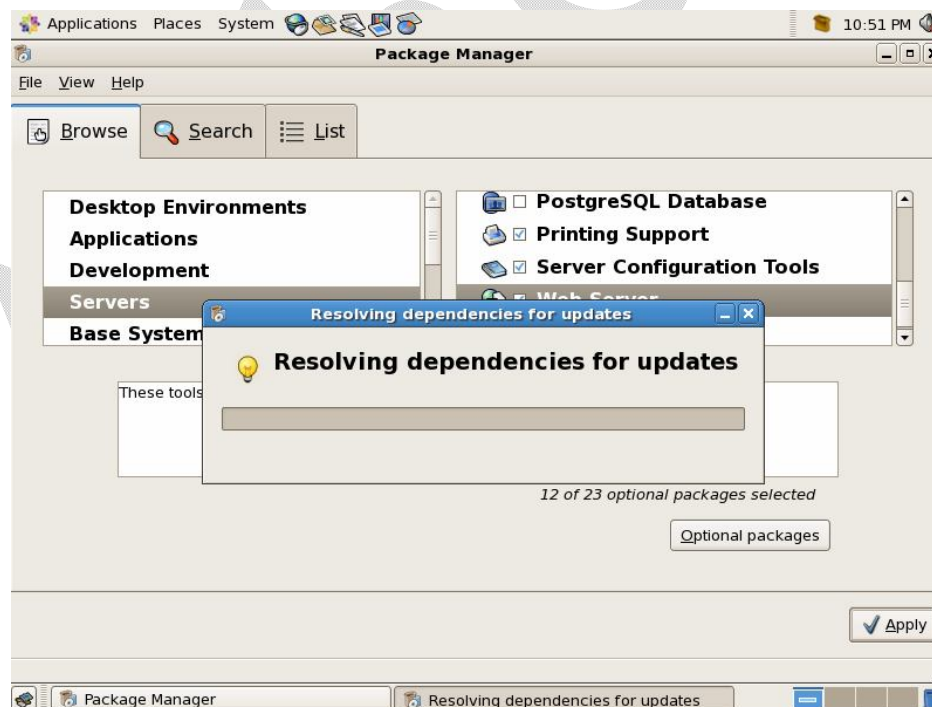 Applications Places System 10:51 PM
Package Manager
File View Help
Browse Search List
Desktop Environments
Applications
Development
Servers
Base System
PostgreSQL Database
Printing Support
Server Configuration Tools
Web Server
Resolving dependencies for updates
Resolving dependencies for updates
These tools
12 of 23 optional packages selected
Optional packages
Apply
Package Manager
Resolving dependencies for updates